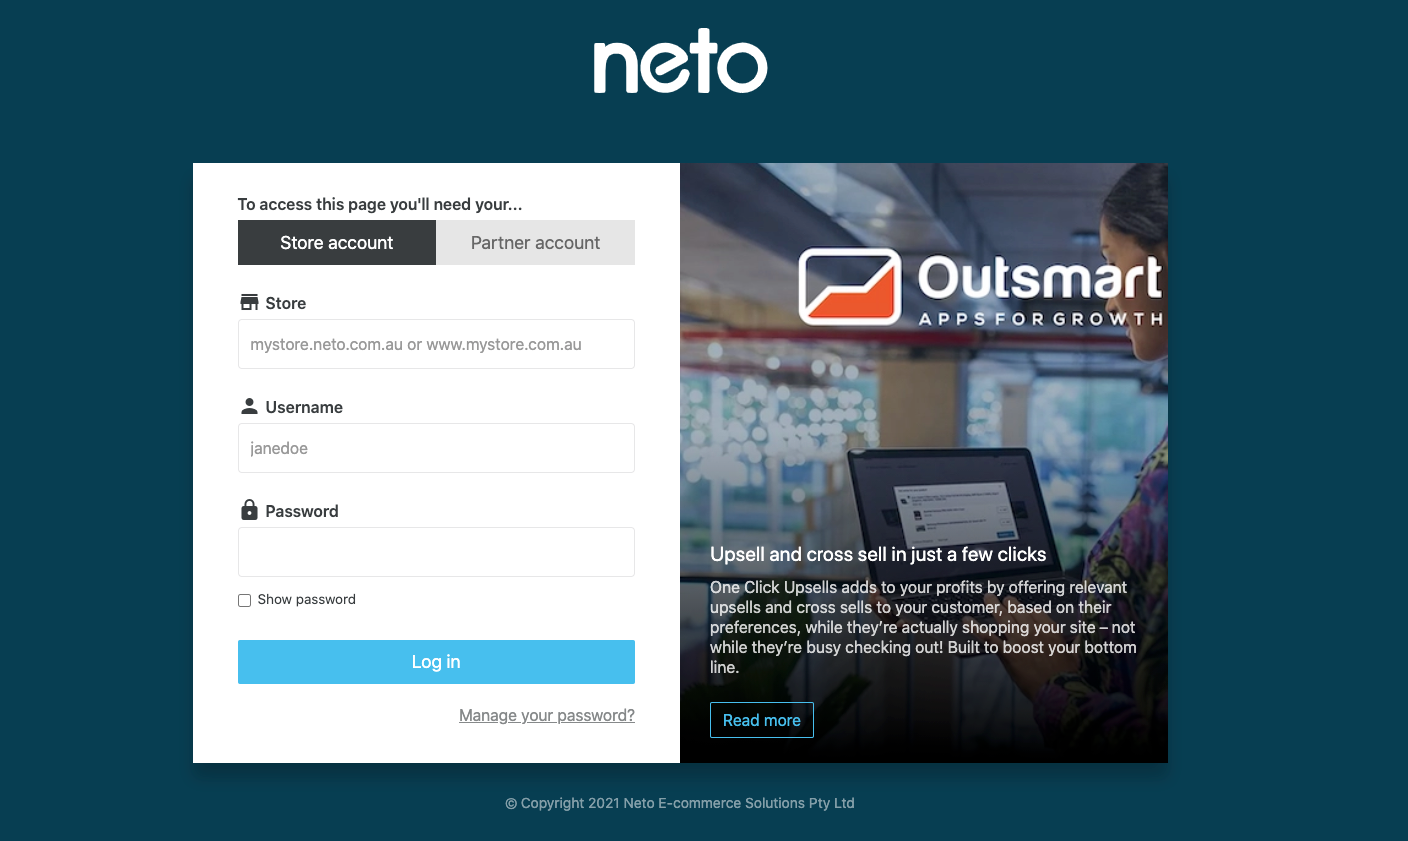 neto
To access this page you'll need your...
Store account
Partner account
Store
mystore.neto.com.au or www.mystore.com.au
Username
janedoe
Password
Show password
Log in
Manage your password?
Outsmart
APPS FOR GROWTH
Upsell and cross sell in just a few clicks
One Click Upsells adds to your profits by offering relevant
upsells and cross sells to your customer, based on their
preferences, while they’re actually shopping your site – not
while they’re busy checking out! Built to boost your bottom
line.
Read more
© Copyright 2021 Neto E-commerce Solutions Pty Ltd